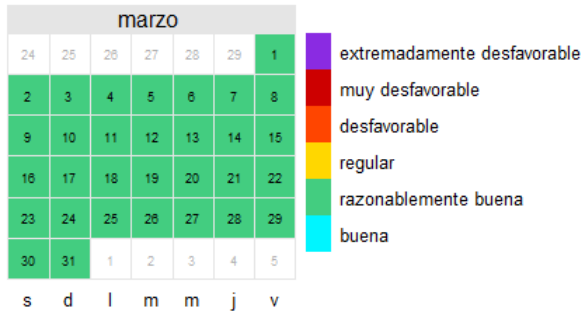 marzo
24 25 26 27 28 29 1
2 3 4 5 6 7 8
9 10 11 12 13 14 15
16 17 18 19 20 21 22
23 24 25 26 27 28 29
30 31 1 2 3 4 5
s d l m m j v
extremadamente desfavorable
muy desfavorable
desfavorable
regular
razonablemente buena
buena